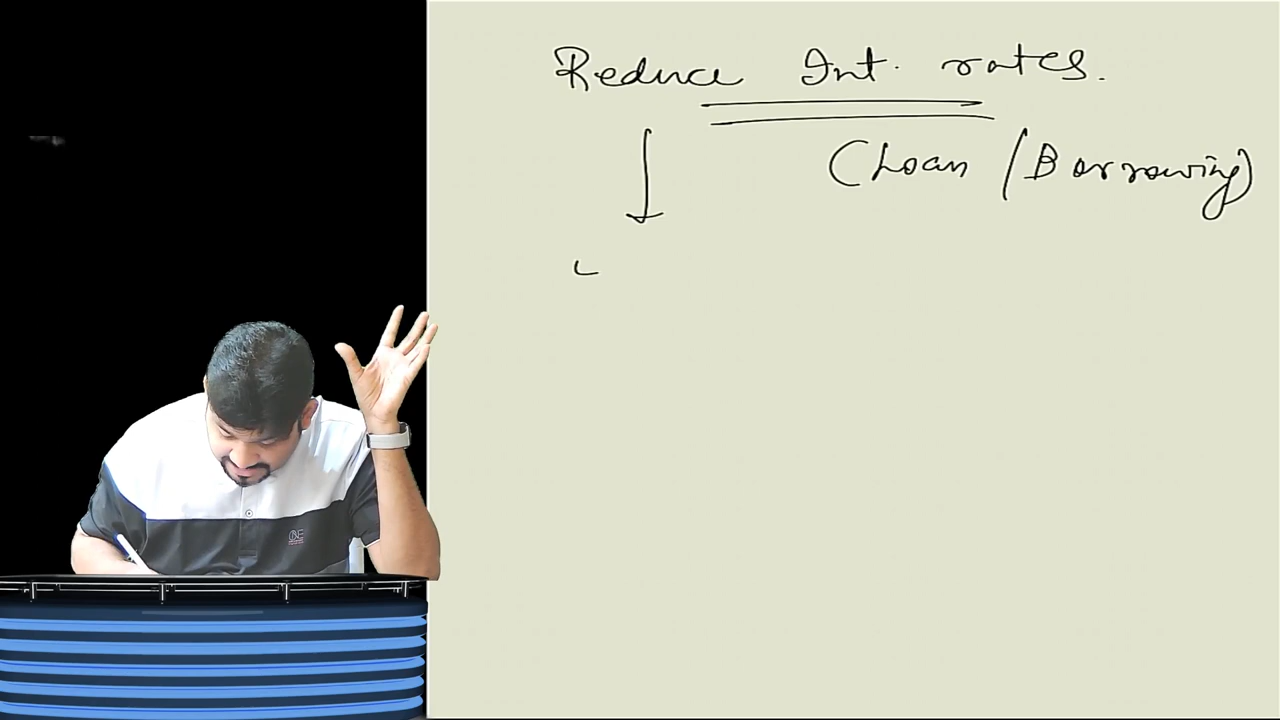 Reduce Int. rates.
(Loan / Borrowing)